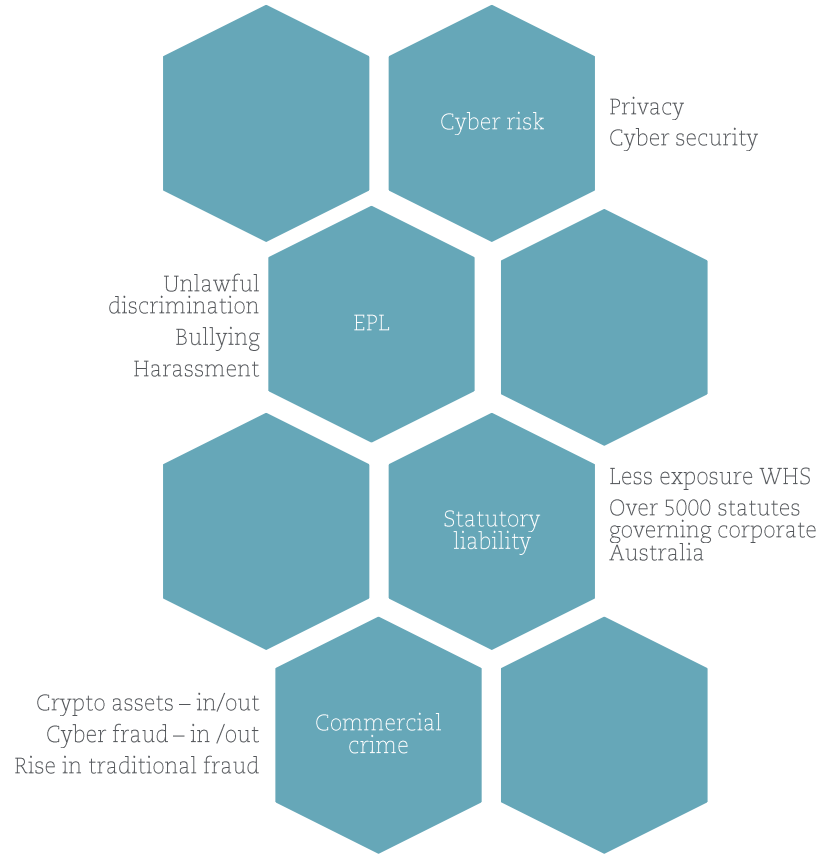 Cyber risk
Privacy
Cyber security
Unlawful
discrimination
Bullying
Harassment
EPL
Statutory
liability
Less exposure WHS
Over 5000 statutes
governing corporate
Australia
Crypto assets – in/out
Cyber fraud – in /out
Rise in traditional fraud
Commercial
crime